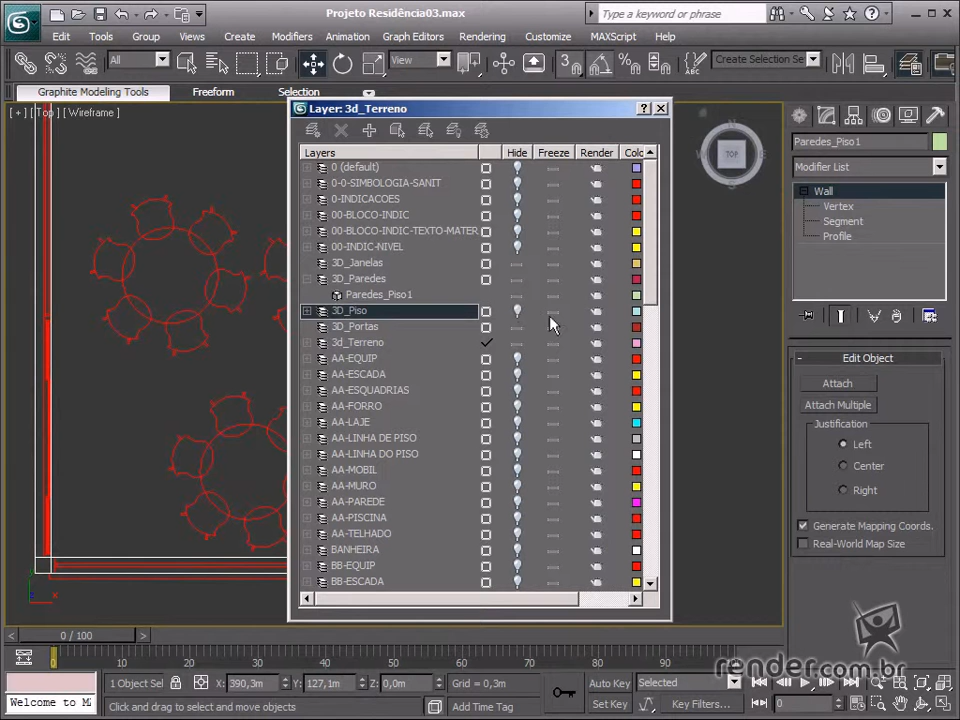 Projeto Residência03.max
Type a keyword or phrase
Edit Tools Group Views Create Modifiers Animation Graph Editors Rendering Customize MAXScript Help
All
View
3
%
ABC
Create Selection Se
Graphite Modeling Tools Freeform Selection
[ + ] [ Top ] [ Wireframe ]
TOP
Layer: 3d_Terreno
Layers Hide Freeze Render Colo
0 (default)
0-0-SIMBOLOGIA-SANIT
0-INDICACOES
00-BLOCO-INDIC
00-BLOCO-INDIC-TEXTO-MATER
00-INDIC-NIVEL
3D_Janelas
3D_Paredes
Paredes_Piso1
3D_Piso
3D_Portas
3d_Terreno
AA-EQUIP
AA-ESCADA
AA-ESQUADRIAS
AA-FORRO
AA-LAJE
AA-LINHA DE PISO
AA-LINHA DO PISO
AA-MOBIL
AA-MURO
AA-PAREDE
AA-PISCINA
AA-TELHADO
BANHEIRA
BB-EQUIP
BB-ESCADA
Paredes_Piso1
Modifier List
Wall
Vertex
Segment
Profile
Edit Object
Attach
Attach Multiple
Justification
Left
Center
Right
Generate Mapping Coords.
Real-World Map Size
render.com.br
0 / 100
0 10 20 30 40 50 60 70 80 90
1 Object Sel X: 390,3m Y: 127,1m Z: 0,0m Grid = 0,3m Auto Key Selected
Welcome to M
Click and drag to select and move objects Add Time Tag Set Key Key Filters... 0